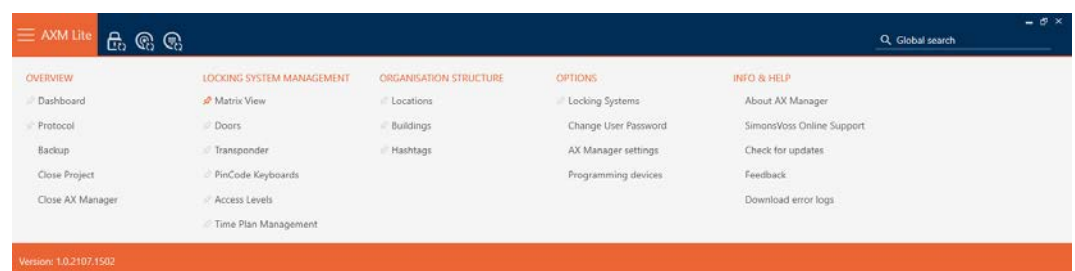 AXM Lite
Global search
OVERVIEW
Dashboard
Protocol
Backup
Close Project
Close AX Manager
LOCKING SYSTEM MANAGEMENT
Matrix View
Doors
Transponder
PinCode Keyboards
Access Levels
Time Plan Management
ORGANISATION STRUCTURE
Locations
Buildings
Hashtags
OPTIONS
Locking Systems
Change User Password
AX Manager settings
Programming devices
INFO & HELP
About AX Manager
SimonsVoss Online Support
Check for updates
Feedback
Download error logs
Version: 1.0.2107.1502